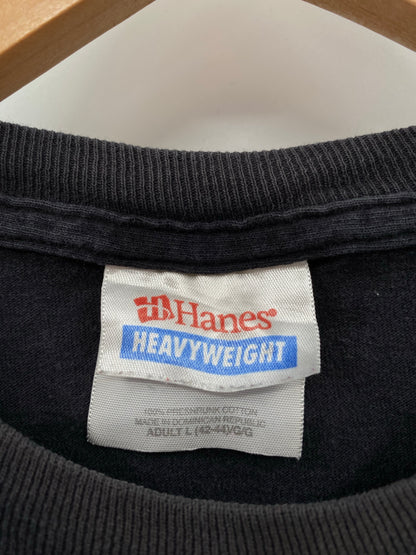 Hanes®
HEAVYWEIGHT
100% PRESHRUNK COTTON
MADE IN DOMINICAN REPUBLIC
ADULT L (42-44)/G/G